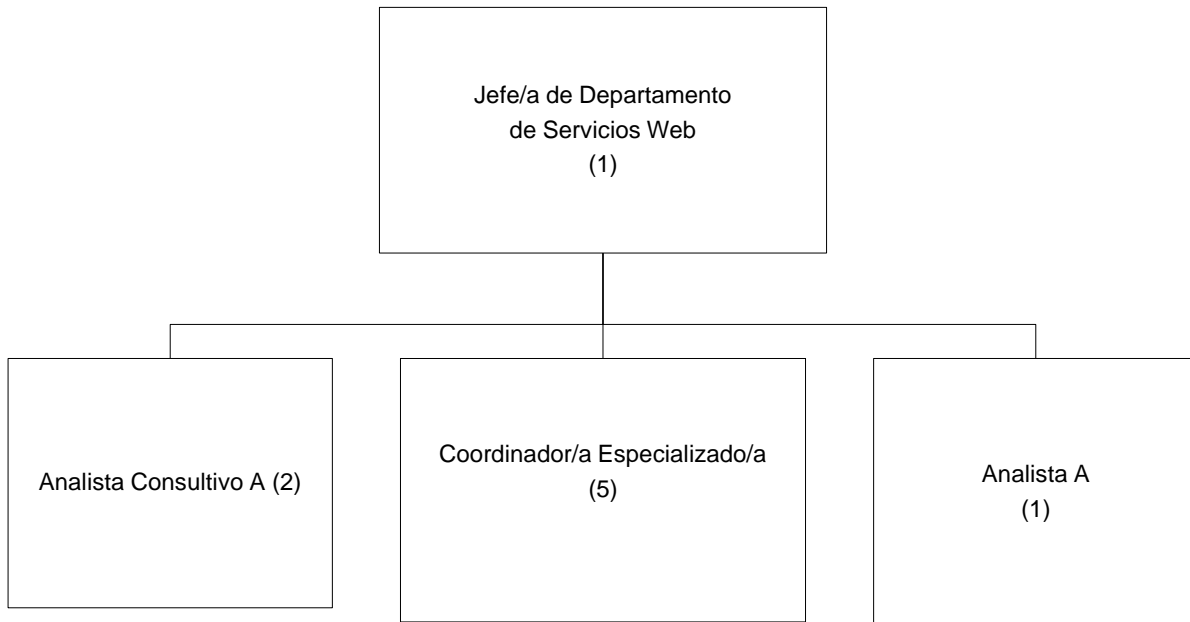 Jefe/a de Departamento
de Servicios Web
(1)
Analista Consultivo A (2)
Coordinador/a Especializado/a
(5)
Analista A
(1)